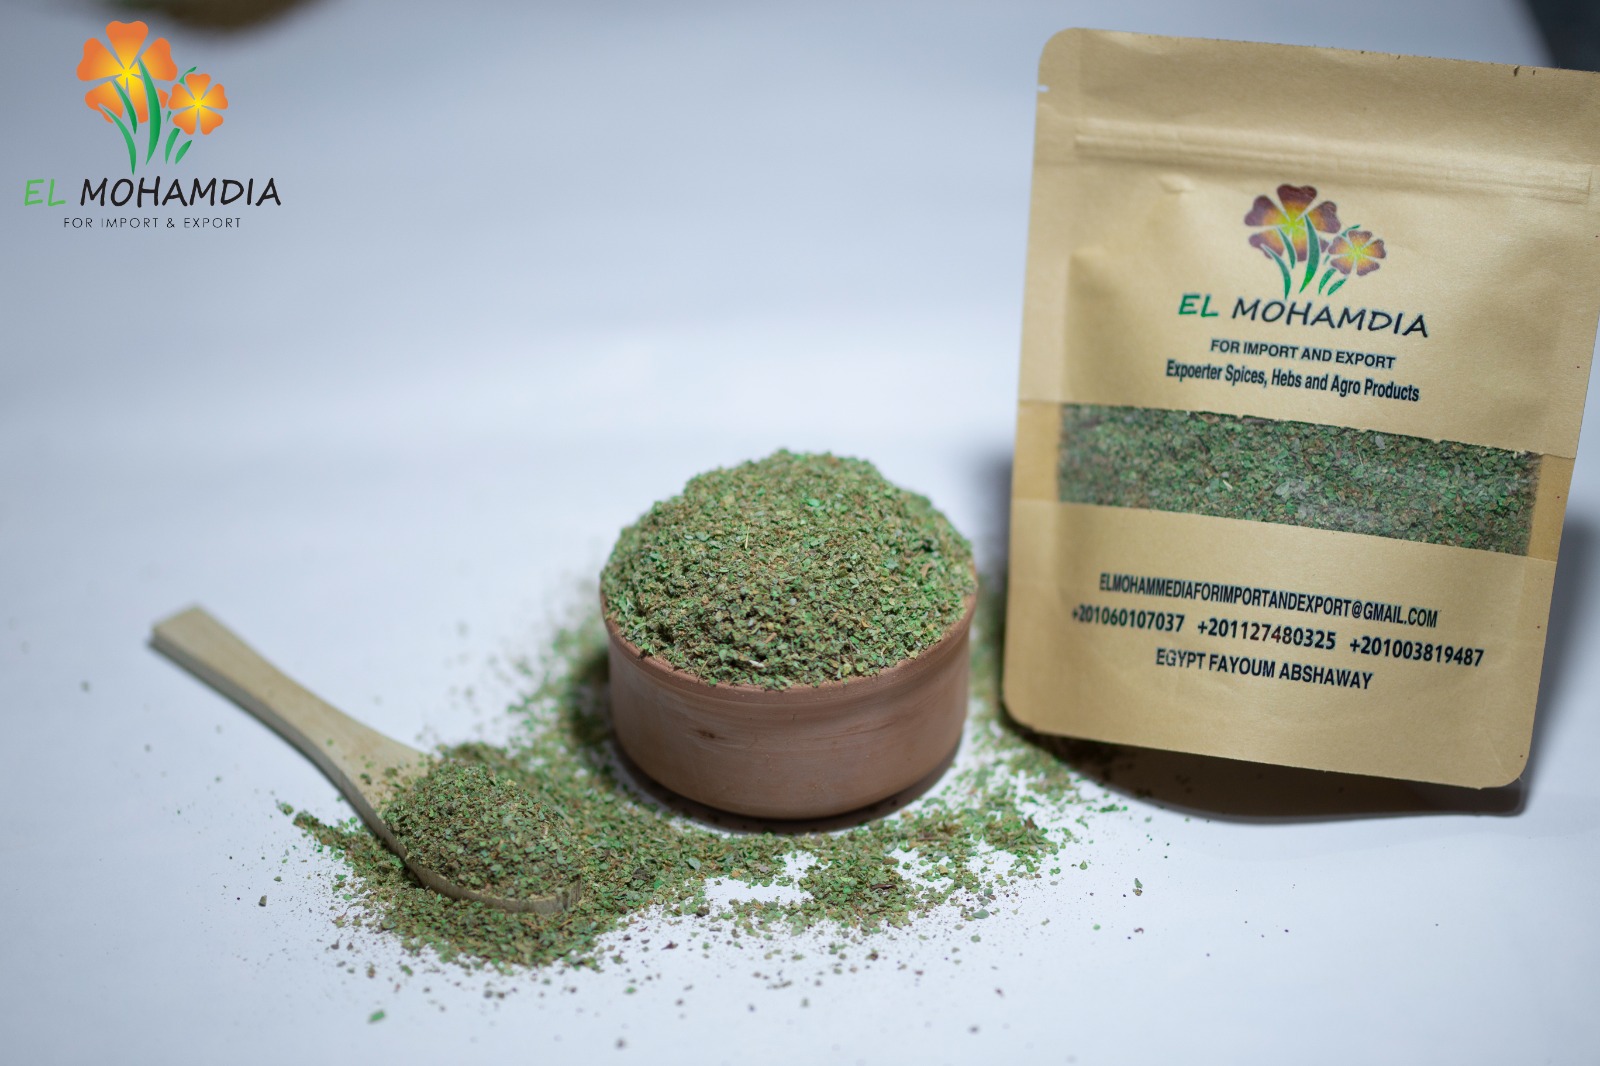 EL MOHAMDIA
FOR IMPORT & EXPORT
EL MOHAMDIA
FOR IMPORT AND EXPORT
Expoerter Spices, Hebs and Agro Products
ELMOHAMMEDIAFORIMPORTANDEXPORT@GMAIL.COM
+201060107037 +201127480325 +201003819487
EGYPT FAYOUM ABSHAWAY